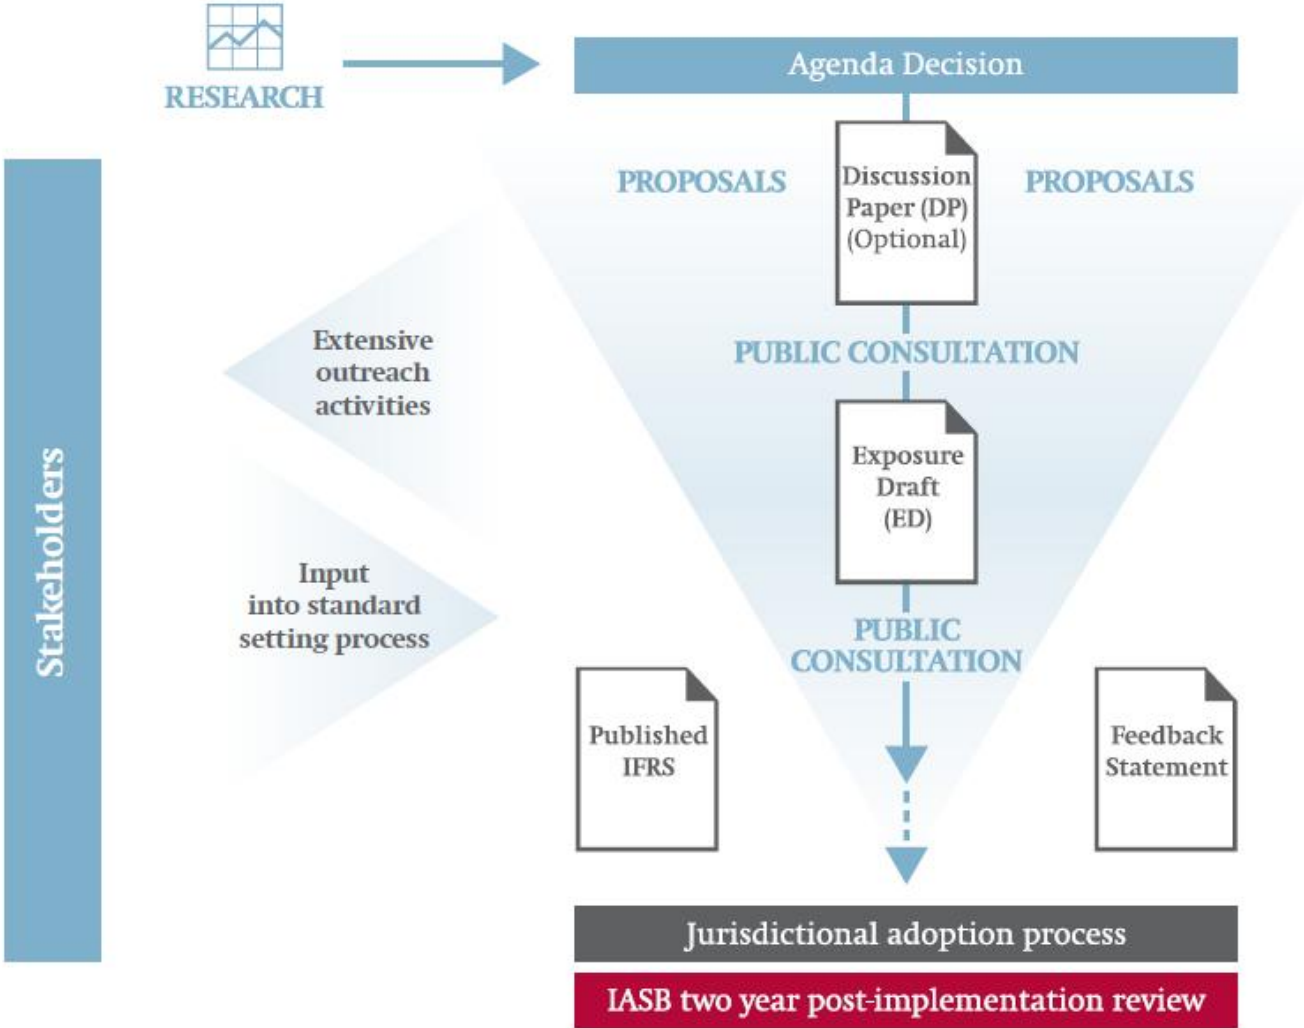 RESEARCH
Agenda Decision
PROPOSALS
Discussion
Paper (DP)
(Optional)
PROPOSALS
Extensive
outreach
activities
PUBLIC CONSULTATION
Exposure
Draft
(ED)
Stakeholders
Input
into standard
setting process
PUBLIC
CONSULTATION
Published
IFRS
Feedback
Statement
Jurisdictional adoption process
IASB two year post-implementation review